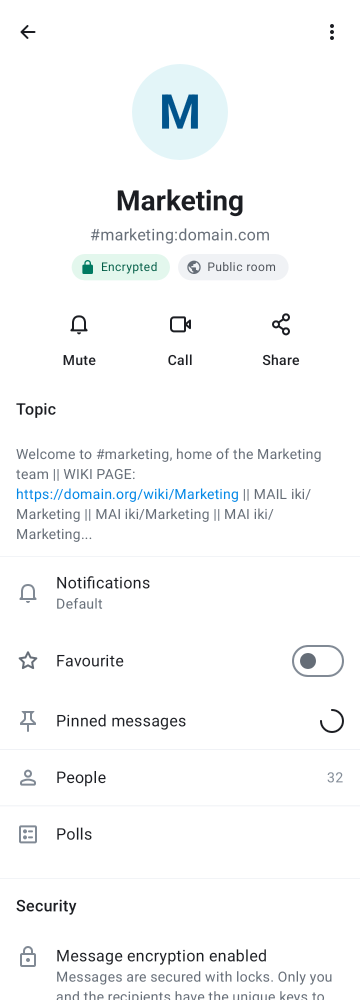 M
Marketing
#marketing:domain.com
Encrypted
Public room
Mute
Call
Share
Topic
Welcome to #marketing, home of the Marketing
team || WIKI PAGE:
https://domain.org/wiki/Marketing || MAIL iki/
Marketing || MAI iki/Marketing || MAI iki/
Marketing...
Notifications
Default
Favourite
Pinned messages
People 32
Polls
Security
Message encryption enabled
Messages are secured with locks. Only you
and the recipients have the unique keys to